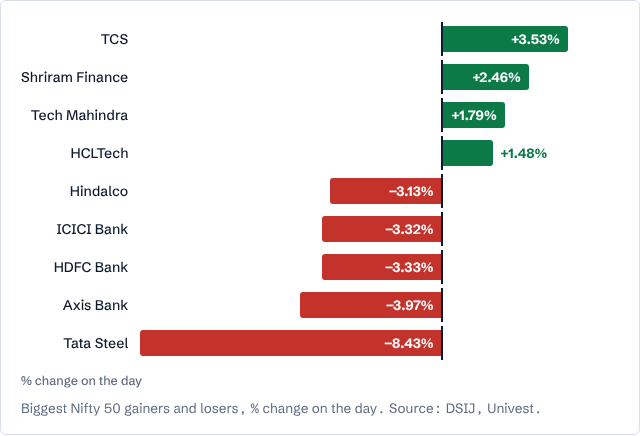 TCS +3.53%
Shriram Finance +2.46%
Tech Mahindra +1.79%
HCLTech +1.48%
Hindalco −3.13%
ICICI Bank −3.32%
HDFC Bank −3.33%
Axis Bank −3.97%
Tata Steel −8.43%
% change on the day
Biggest Nifty 50 gainers and losers, % change on the day. Source: DSIJ, Univest.